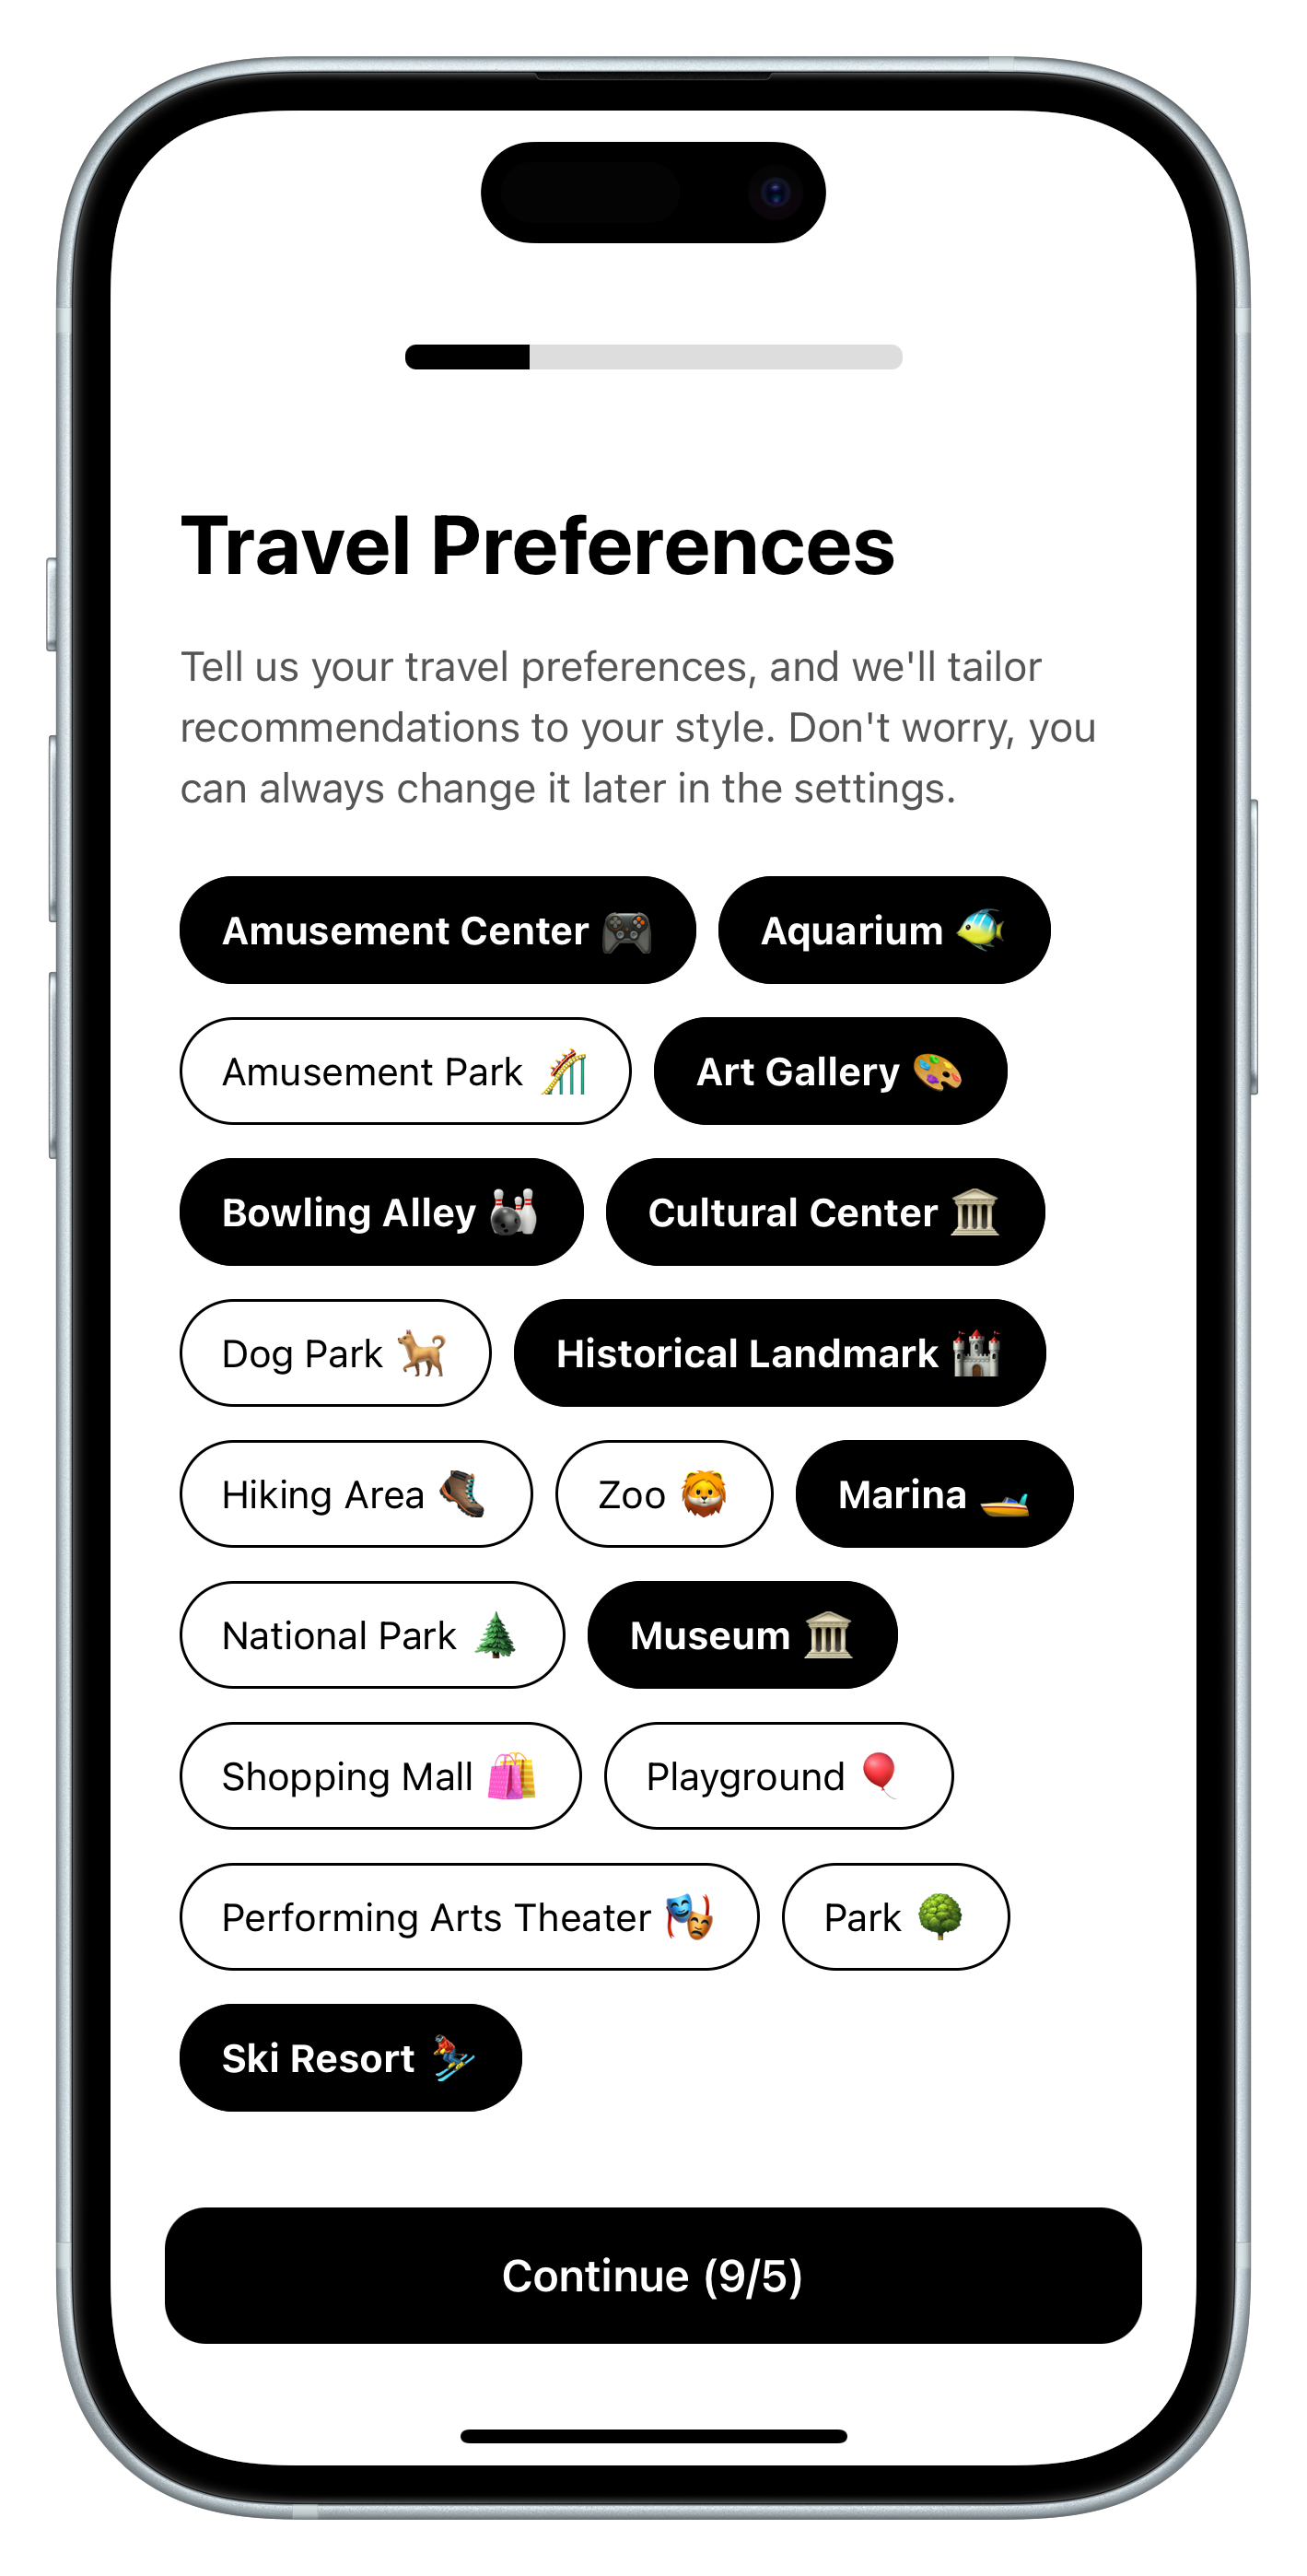 Travel Preferences
Tell us your travel preferences, and we'll tailor
recommendations to your style. Don't worry, you
can always change it later in the settings.
Amusement Center 🎮 Aquarium 🐠
Amusement Park 🎢 Art Gallery 🎨
Bowling Alley 🎳 Cultural Center 🏛️
Dog Park 🐕 Historical Landmark 🏰
Hiking Area 🥾 Zoo 🦁 Marina 🚤
National Park 🌲 Museum 🏛️
Shopping Mall 🛍️ Playground 🎈
Performing Arts Theater 🎭 Park 🌳
Ski Resort ⛷️
Continue (9/5)